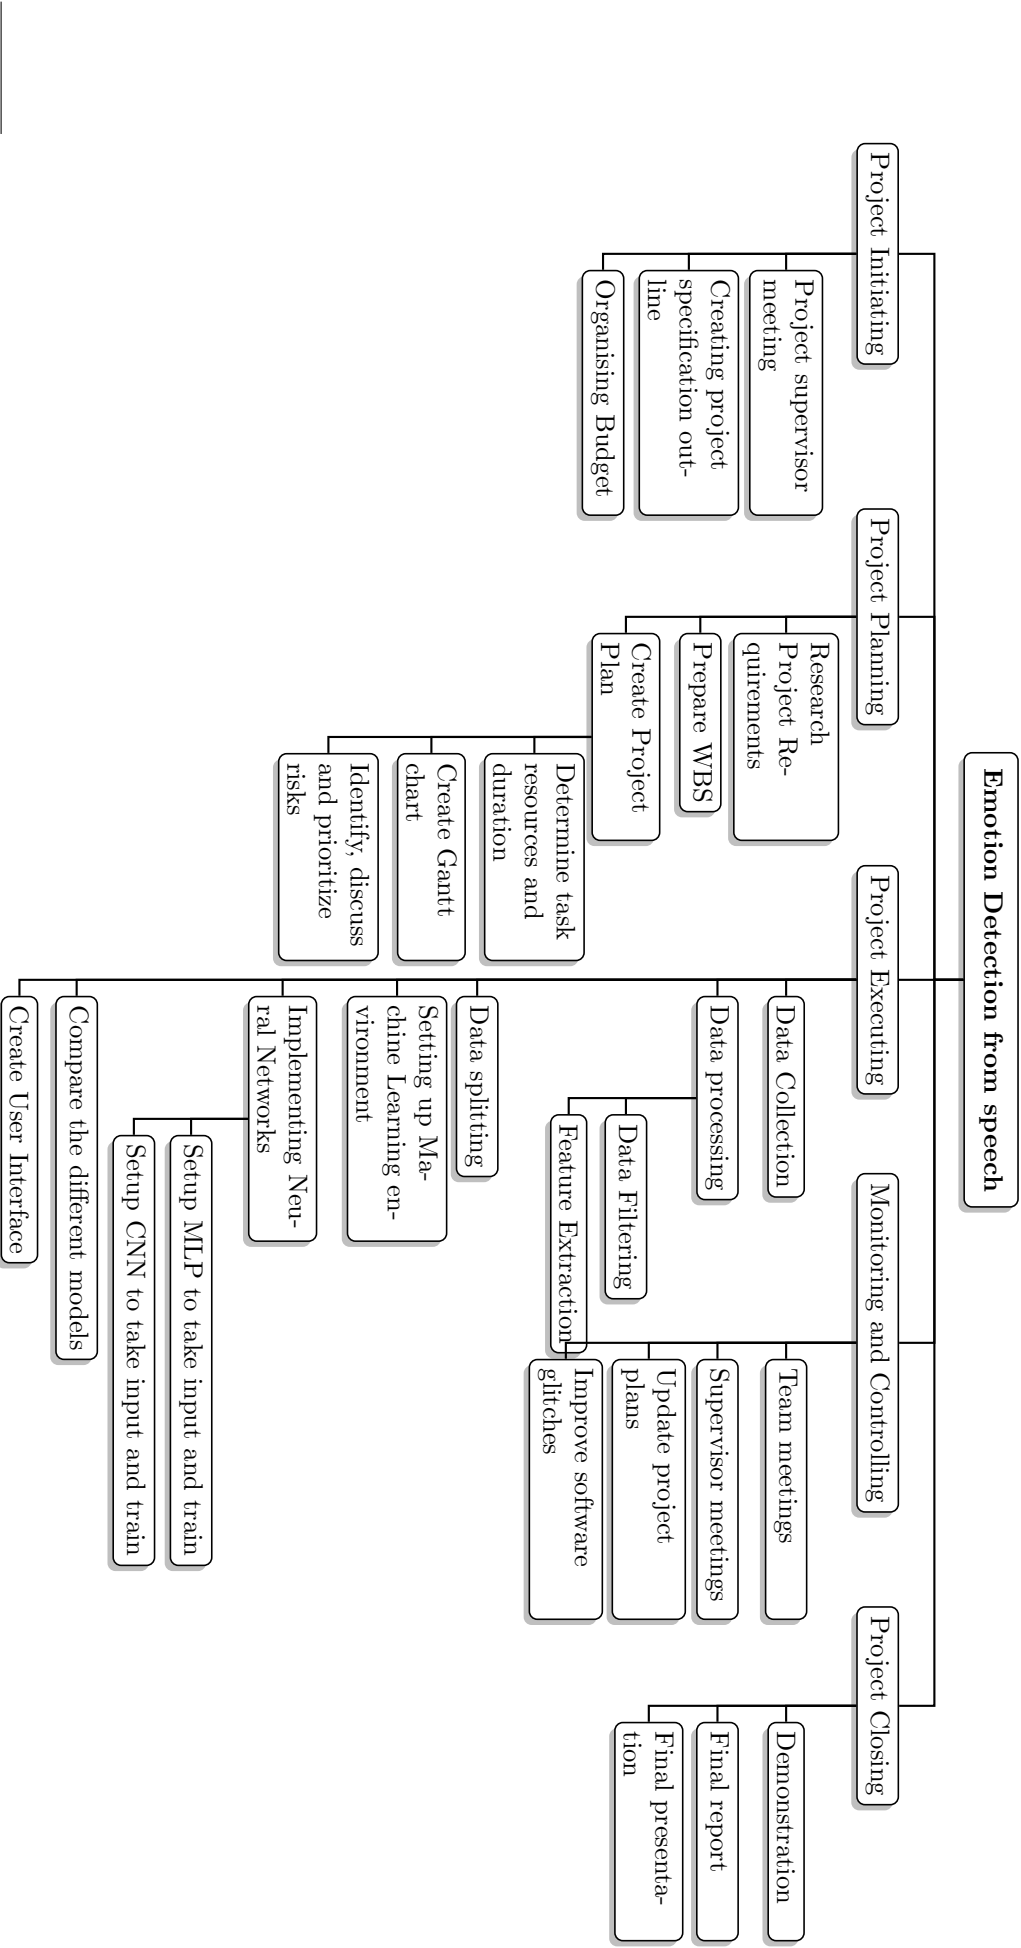 Emotion Detection from speech
Project Initiating
Project supervisor
meeting
Creating project
specification out-
line
Organising Budget
Project Planning
Research
Project Re-
quirements
Prepare WBS
Create Project
Plan
Determine task
resources and
duration
Create Gantt
chart
Identify, discuss
and prioritize
risks
Project Executing
Data Collection
Data processing
Data Filtering
Feature Extraction
Data splitting
Setting up Ma-
chine Learning en-
vironment
Implementing Neu-
ral Networks
Setup MLP to take input and train
Setup CNN to take input and train
Compare the different models
Create User Interface
Monitoring and Controlling
Team meetings
Supervisor meetings
Update project
plans
Improve software
glitches
Project Closing
Demonstration
Final report
Final presenta-
tion